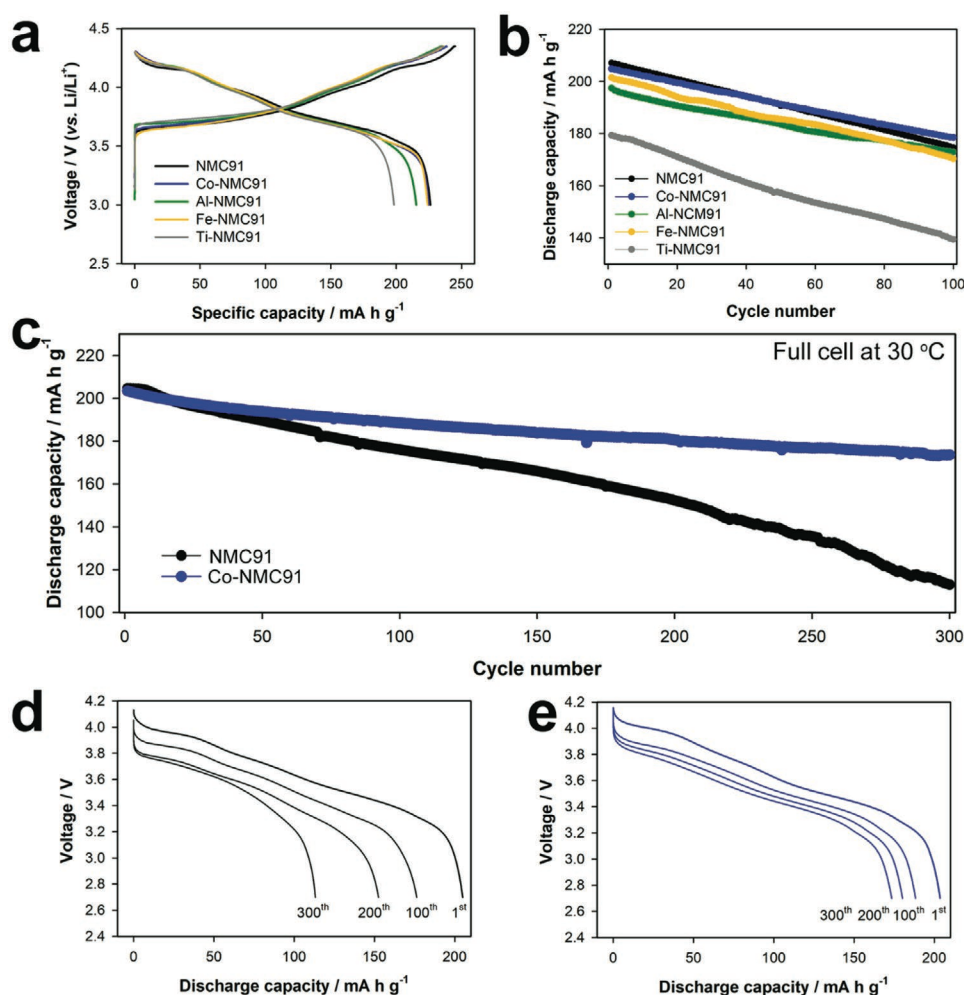 a
4.5
4.0
3.5
3.0
2.5
Voltage / V (vs. Li/Li⁺)
NMC91
Co-NMC91
Al-NMC91
Fe-NMC91
Ti-NMC91
0 50 100 150 200 250
Specific capacity / mA h g⁻¹
b
220
200
180
160
140
Discharge capacity / mA h g⁻¹
NMC91
Co-NMC91
Al-NCM91
Fe-NMC91
Ti-NMC91
0 20 40 60 80 100
Cycle number
c
Full cell at 30 °C
220
200
180
160
140
120
100
Discharge capacity / mA h g⁻¹
NMC91
Co-NMC91
0 50 100 150 200 250 300
Cycle number
d
4.2
4.0
3.8
3.6
3.4
3.2
3.0
2.8
2.6
2.4
Voltage / V
300th 200th 100th 1st
0 50 100 150 200
Discharge capacity / mA h g⁻¹
e
4.2
4.0
3.8
3.6
3.4
3.2
3.0
2.8
2.6
2.4
Voltage / V
300th 200th 100th 1st
0 50 100 150 200
Discharge capacity / mA h g⁻¹